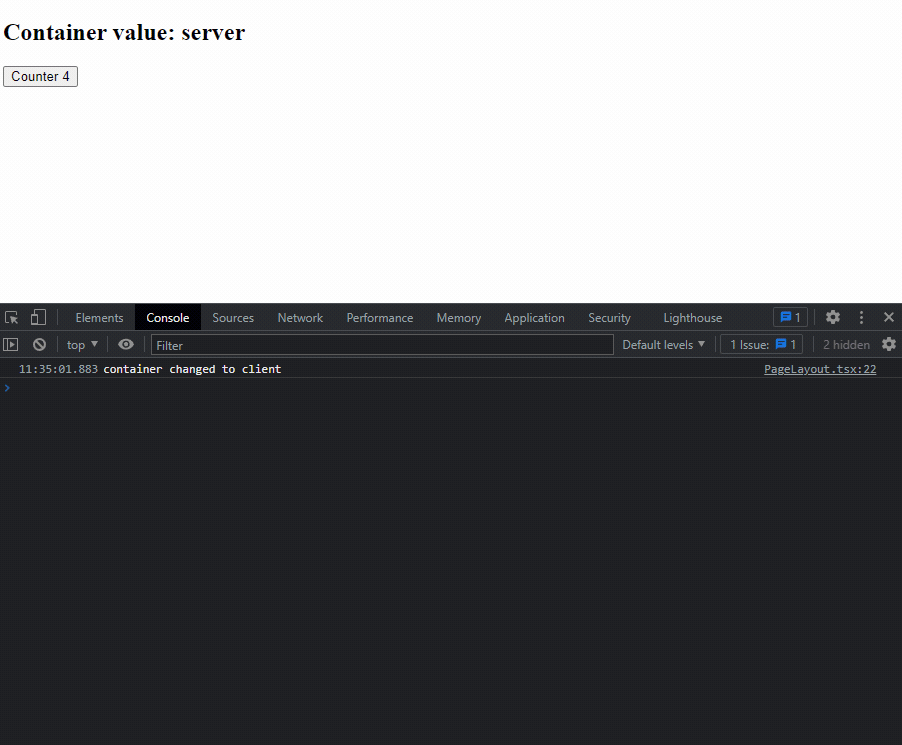 Container value: server
Counter 4
Elements Console Sources Network Performance Memory Application Security Lighthouse 1
top Filter Default levels 1 Issue: 1 2 hidden
11:35:01.883 container changed to client PageLayout.tsx:22